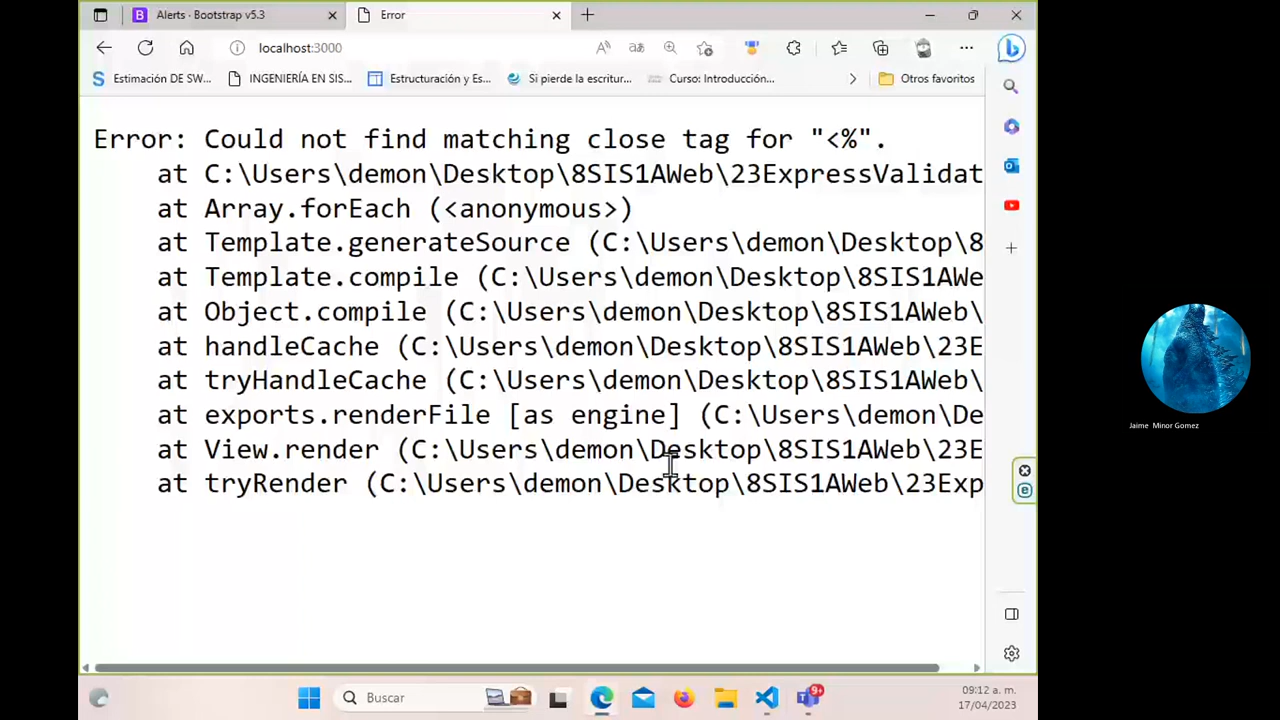 Alerts · Bootstrap v5.3
Error
localhost:3000
Estimación DE SW...
INGENIERÍA EN SIS...
Estructuración y Es...
Si pierde la escritur...
Curso: Introducción...
Otros favoritos
Error: Could not find matching close tag for "<%".
at C:\Users\demon\Desktop\8SIS1AWeb\23ExpressValidat
at Array.forEach (<anonymous>)
at Template.generateSource (C:\Users\demon\Desktop\8
at Template.compile (C:\Users\demon\Desktop\8SIS1AWe
at Object.compile (C:\Users\demon\Desktop\8SIS1AWeb\
at handleCache (C:\Users\demon\Desktop\8SIS1AWeb\23E
at tryHandleCache (C:\Users\demon\Desktop\8SIS1AWeb\
at exports.renderFile [as engine] (C:\Users\demon\De
at View.render (C:\Users\demon\Desktop\8SIS1AWeb\23E
at tryRender (C:\Users\demon\Desktop\8SIS1AWeb\23Exp
Jaime Minor Gomez
Buscar
9+
09:12 a. m.
17/04/2023